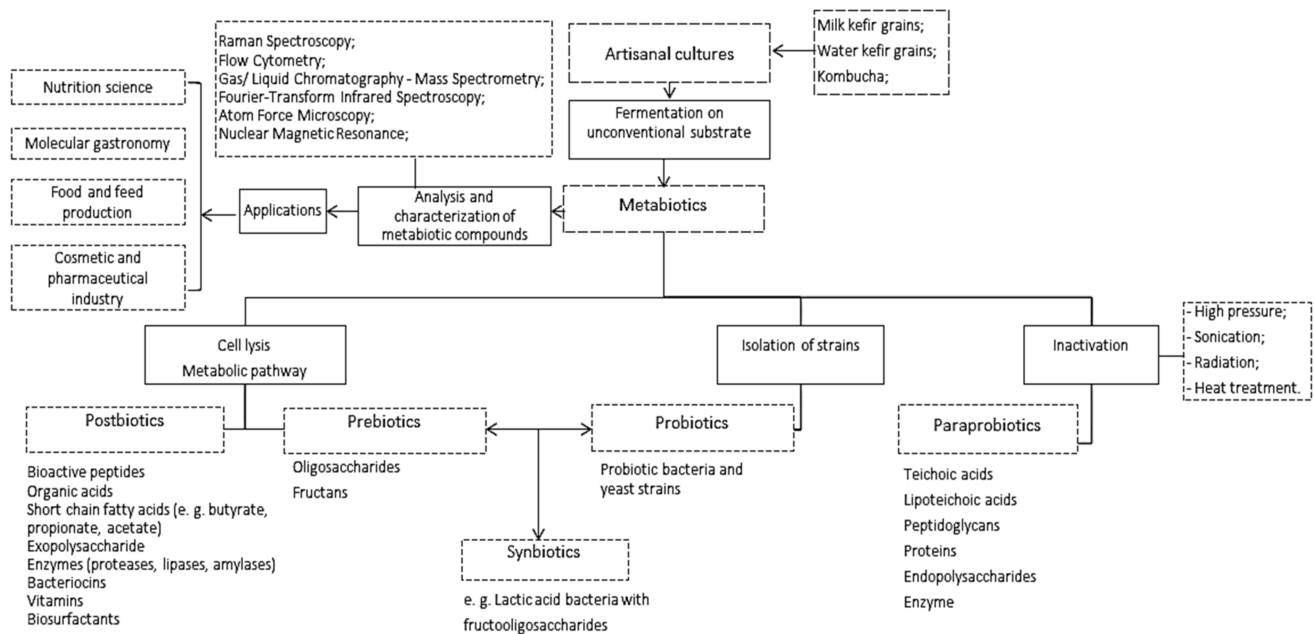 Raman Spectroscopy;
Flow Cytometry;
Gas/ Liquid Chromatography - Mass Spectrometry;
Fourier-Transform Infrared Spectroscopy;
Atom Force Microscopy;
Nuclear Magnetic Resonance;
Artisanal cultures
Milk kefir grains;
Water kefir grains;
Kombucha;
Nutrition science
Molecular gastronomy
Food and feed
production
Cosmetic and
pharmaceutical
industry
Fermentation on
unconventional substrate
Applications
Analysis and
characterization of
metabiotic compounds
Metabiotics
Cell lysis
Metabolic pathway
Isolation of strains
Inactivation
- High pressure;
- Sonication;
- Radiation;
- Heat treatment.
Postbiotics
Bioactive peptides
Organic acids
Short chain fatty acids (e. g. butyrate,
propionate, acetate)
Exopolysaccharide
Enzymes (proteases, lipases, amylases)
Bacteriocins
Vitamins
Biosurfactants
Prebiotics
Oligosaccharides
Fructans
Probiotics
Probiotic bacteria and
yeast strains
Synbiotics
e. g. Lactic acid bacteria with
fructooligosaccharides
Paraprobiotics
Teichoic acids
Lipoteichoic acids
Peptidoglycans
Proteins
Endopolysaccharides
Enzyme